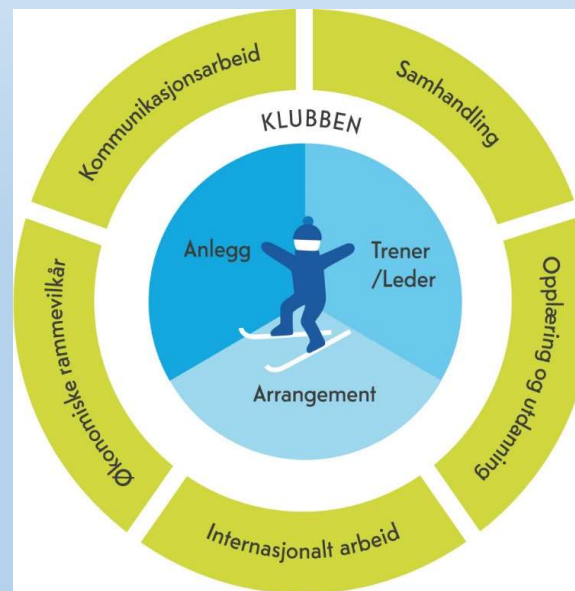 Kommunikasjonsarbeid
Samhandling
KLUBBEN
Anlegg
Trener
/Leder
Arrangement
Økonomiske rammevilkår
Opplæring og utdanning
Internasjonalt arbeid